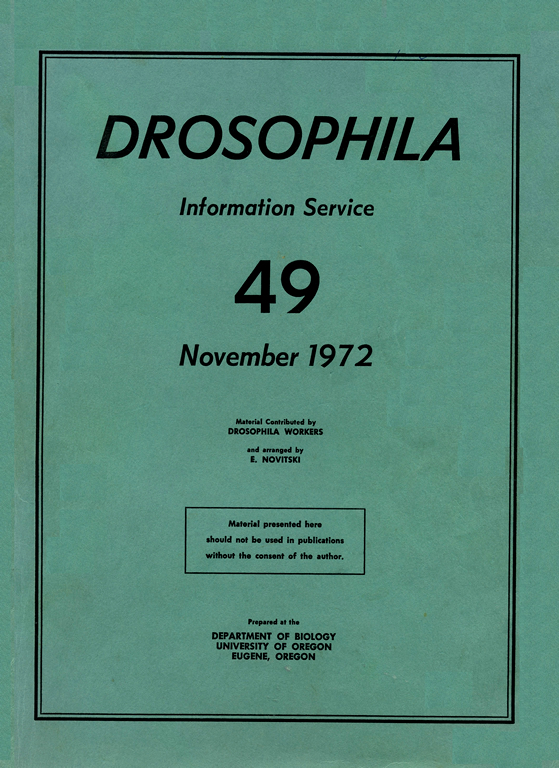 DROSOPHILA
Information Service
49
November 1972
Material Contributed by
DROSOPHILA WORKERS
and arranged by
E. NOVITSKI
Material presented here
should not be used in publications
without the consent of the author.
Prepared at the
DEPARTMENT OF BIOLOGY
UNIVERSITY OF OREGON
EUGENE, OREGON